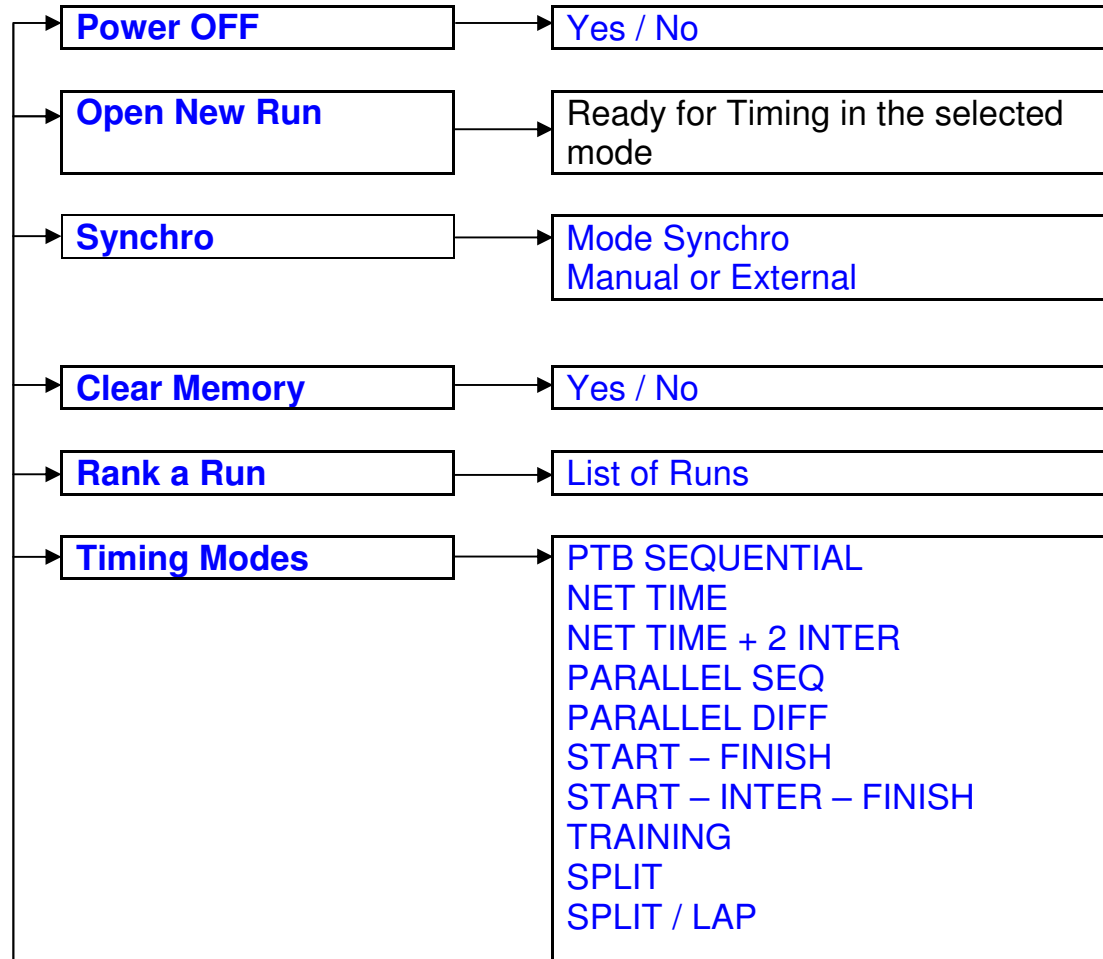 Power OFF
Yes / No
Open New Run
Ready for Timing in the selected
mode
Synchro
Mode Synchro
Manual or External
Clear Memory
Yes / No
Rank a Run
List of Runs
Timing Modes
PTB SEQUENTIAL
NET TIME
NET TIME + 2 INTER
PARALLEL SEQ
PARALLEL DIFF
START – FINISH
START – INTER – FINISH
TRAINING
SPLIT
SPLIT / LAP